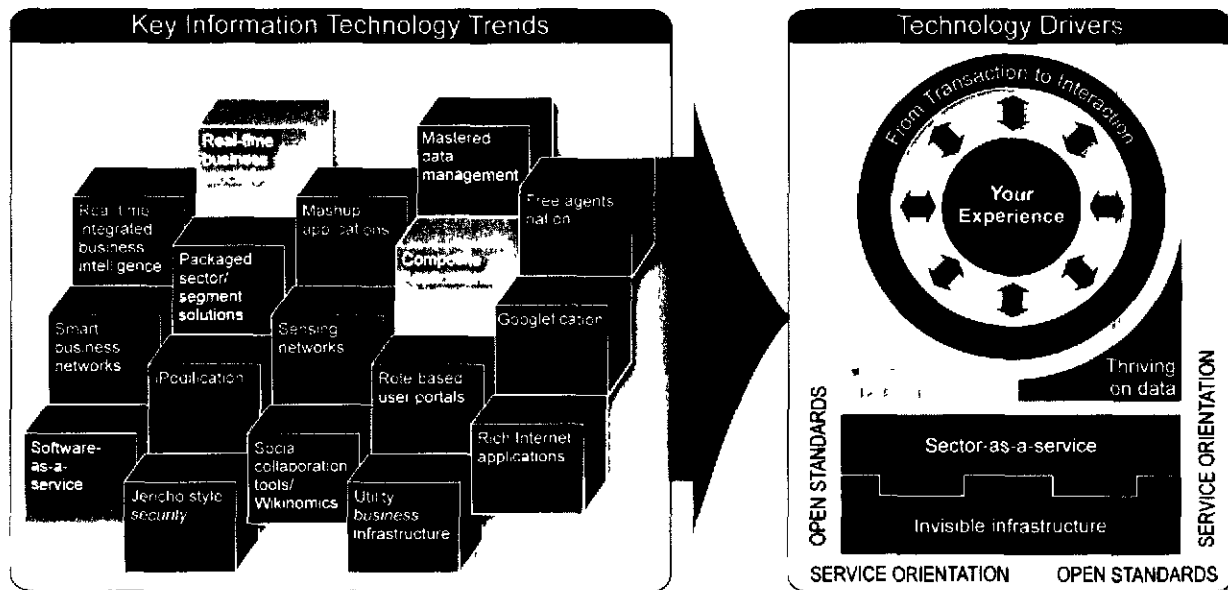 Key Information Technology Trends
Real-time
business
Mastered
data
management
Free agents
nation
Real-time
integrated
business
intelligence
Mashup
applications
Packaged
sector/
segment
solutions
Composite
Smart
business
networks
Sensing
networks
Googlefication
iPodification
Role based
user portals
Software-
as-a-
service
Social
collaboration
tools/
Wikinomics
Rich Internet
applications
Jericho style
security
Utility
business
infrastructure
Technology Drivers
From Transaction to Interaction
Your
Experience
Thriving
on data
OPEN STANDARDS
SERVICE ORIENTATION
Sector-as-a-service
Invisible infrastructure
SERVICE ORIENTATION OPEN STANDARDS